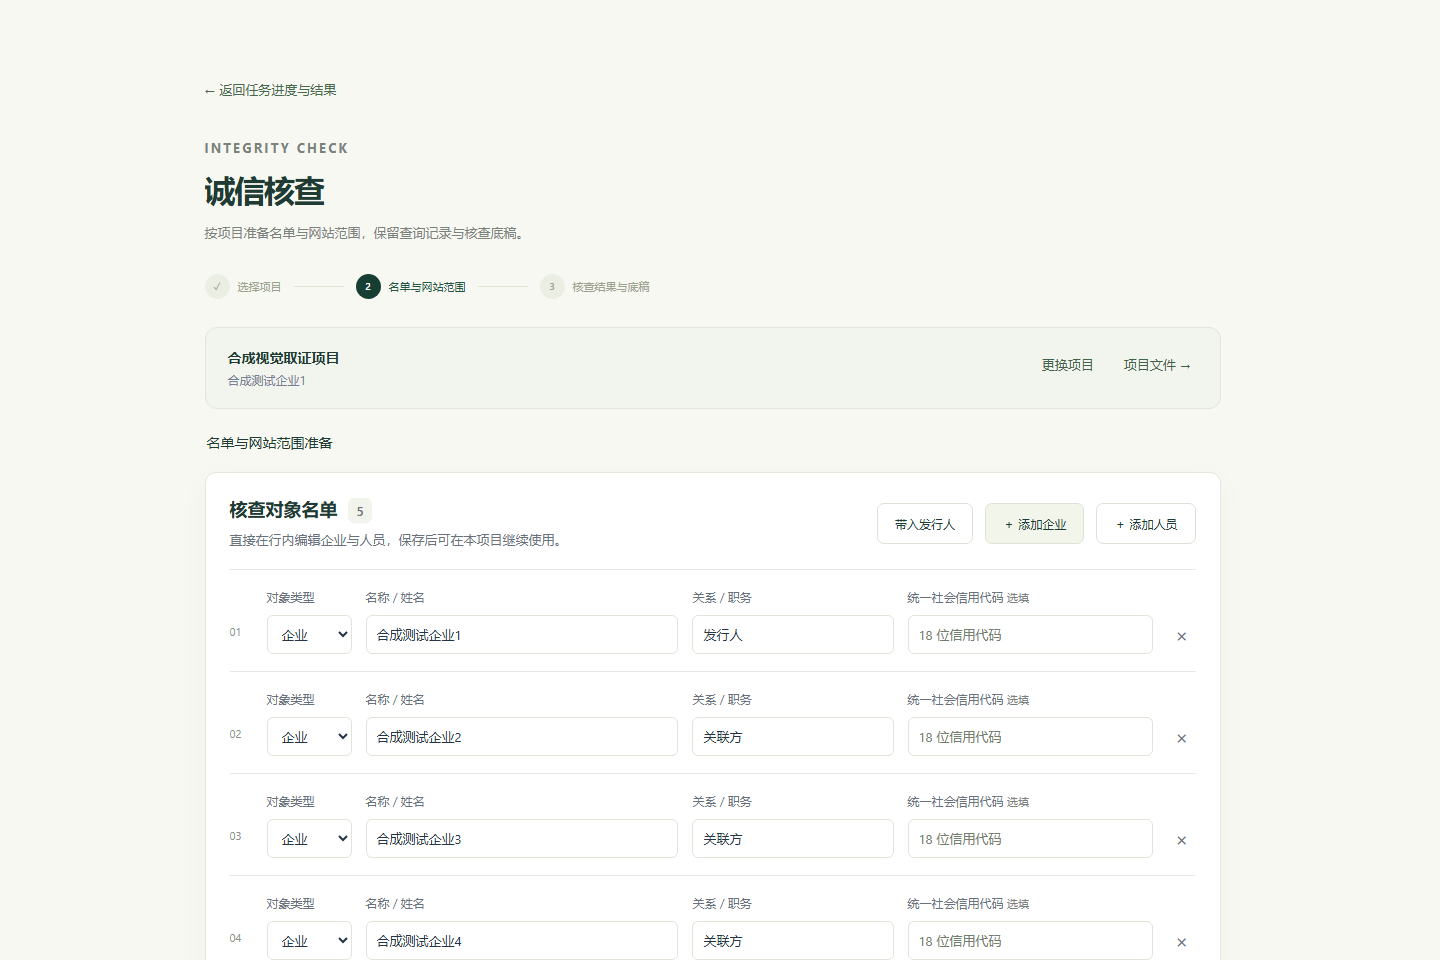 ← 返回任务进度与结果
INTEGRITY CHECK
诚信核查
按项目准备名单与网站范围，保留查询记录与核查底稿。
✓ 选择项目 2 名单与网站范围 3 核查结果与底稿
合成视觉取证项目
合成测试企业1
更换项目 项目文件 →
名单与网站范围准备
核查对象名单 5
直接在行内编辑企业与人员，保存后可在本项目继续使用。
带入发行人 + 添加企业 + 添加人员
对象类型 名称 / 姓名 关系 / 职务 统一社会信用代码 选填
01 企业 合成测试企业1 发行人 18 位信用代码 ×
对象类型 名称 / 姓名 关系 / 职务 统一社会信用代码 选填
02 企业 合成测试企业2 关联方 18 位信用代码 ×
对象类型 名称 / 姓名 关系 / 职务 统一社会信用代码 选填
03 企业 合成测试企业3 关联方 18 位信用代码 ×
对象类型 名称 / 姓名 关系 / 职务 统一社会信用代码 选填
04 企业 合成测试企业4 关联方 18 位信用代码 ×